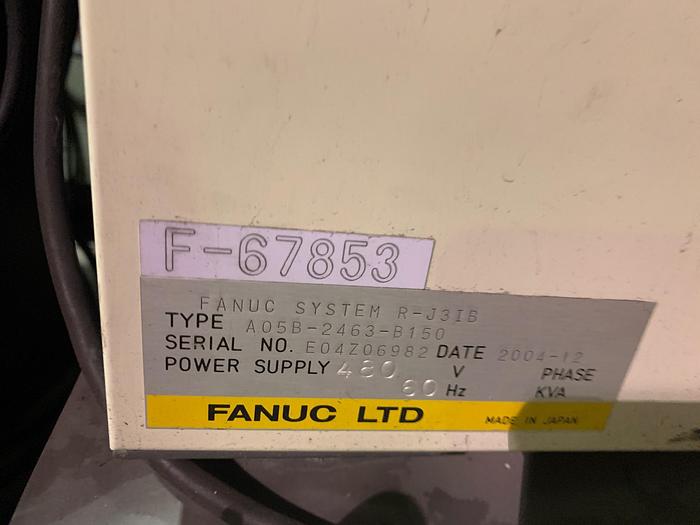 F-67853
FANUC SYSTEM R-J3IB
TYPE A05B-2463-B150
SERIAL NO. E04Z06982 DATE 2004-12
POWER SUPPLY 480 V PHASE
60 Hz KVA
FANUC LTD MADE IN JAPAN